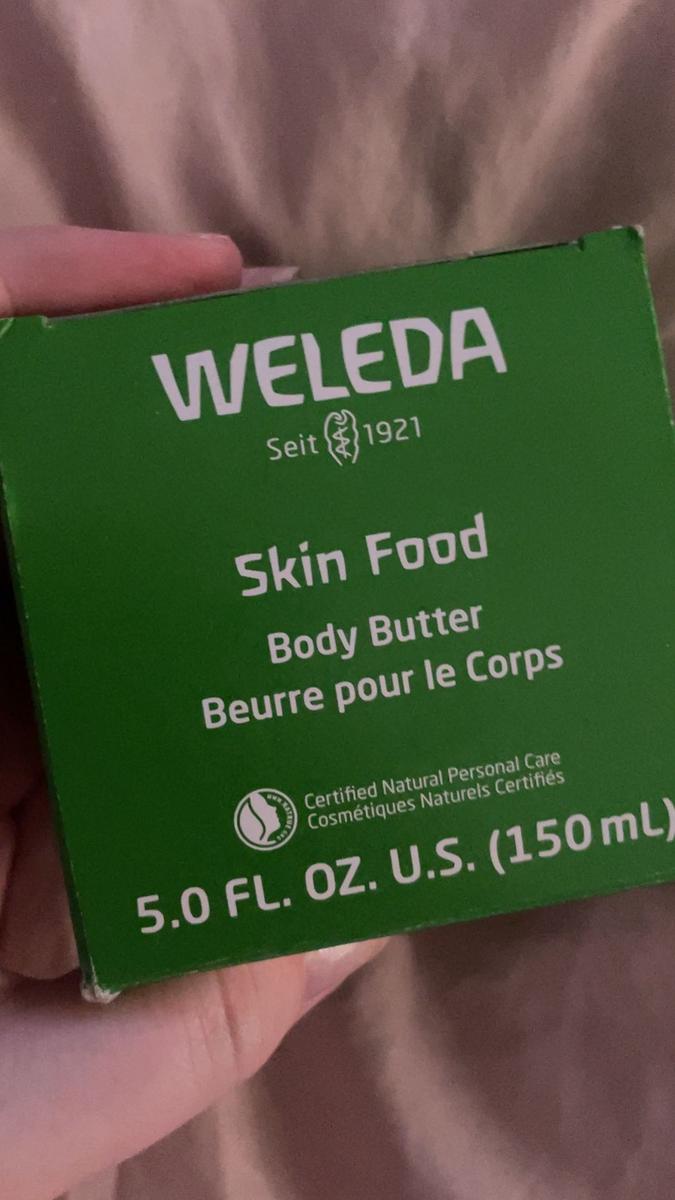 WELEDA
Seit 1921
Skin Food
Body Butter
Beurre pour le Corps
Certified Natural Personal Care
Cosmétiques Naturels Certifiés
5.0 FL. OZ. U.S. (150 mL)